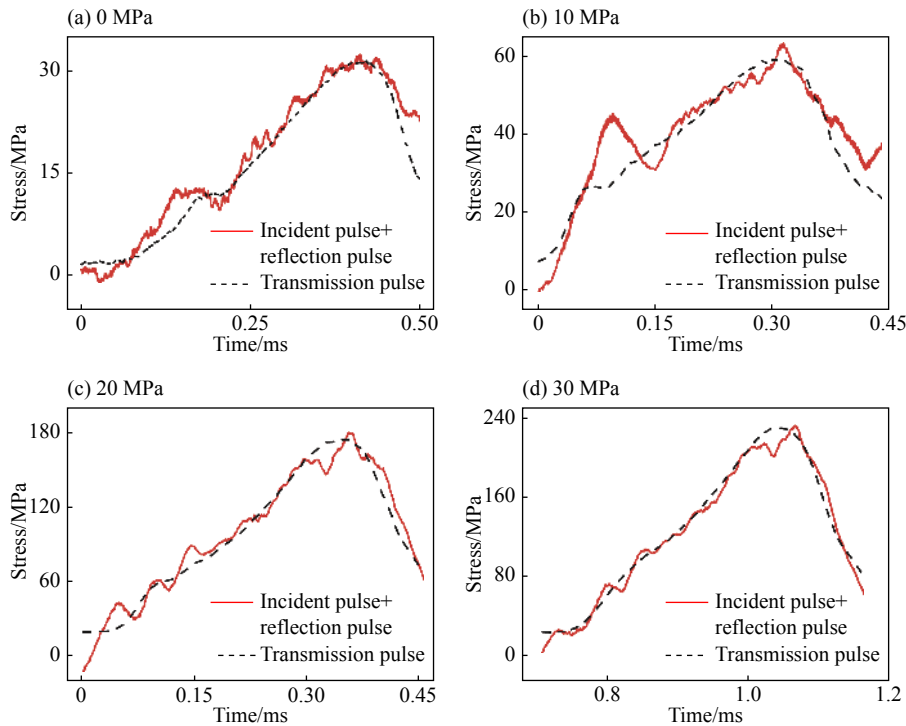 (a) 0 MPa
30
15
0
Stress/MPa
Incident pulse+
reflection pulse
Transmission pulse
0
0.25
0.50
Time/ms
(b) 10 MPa
60
40
20
0
Stress/MPa
Incident pulse+
reflection pulse
Transmission pulse
0
0.15
0.30
0.45
Time/ms
(c) 20 MPa
180
120
60
0
Stress/MPa
Incident pulse+
reflection pulse
Transmission pulse
0
0.15
0.30
0.45
Time/ms
(d) 30 MPa
240
160
80
0
Stress/MPa
Incident pulse+
reflection pulse
Transmission pulse
0.8
1.0
1.2
Time/ms